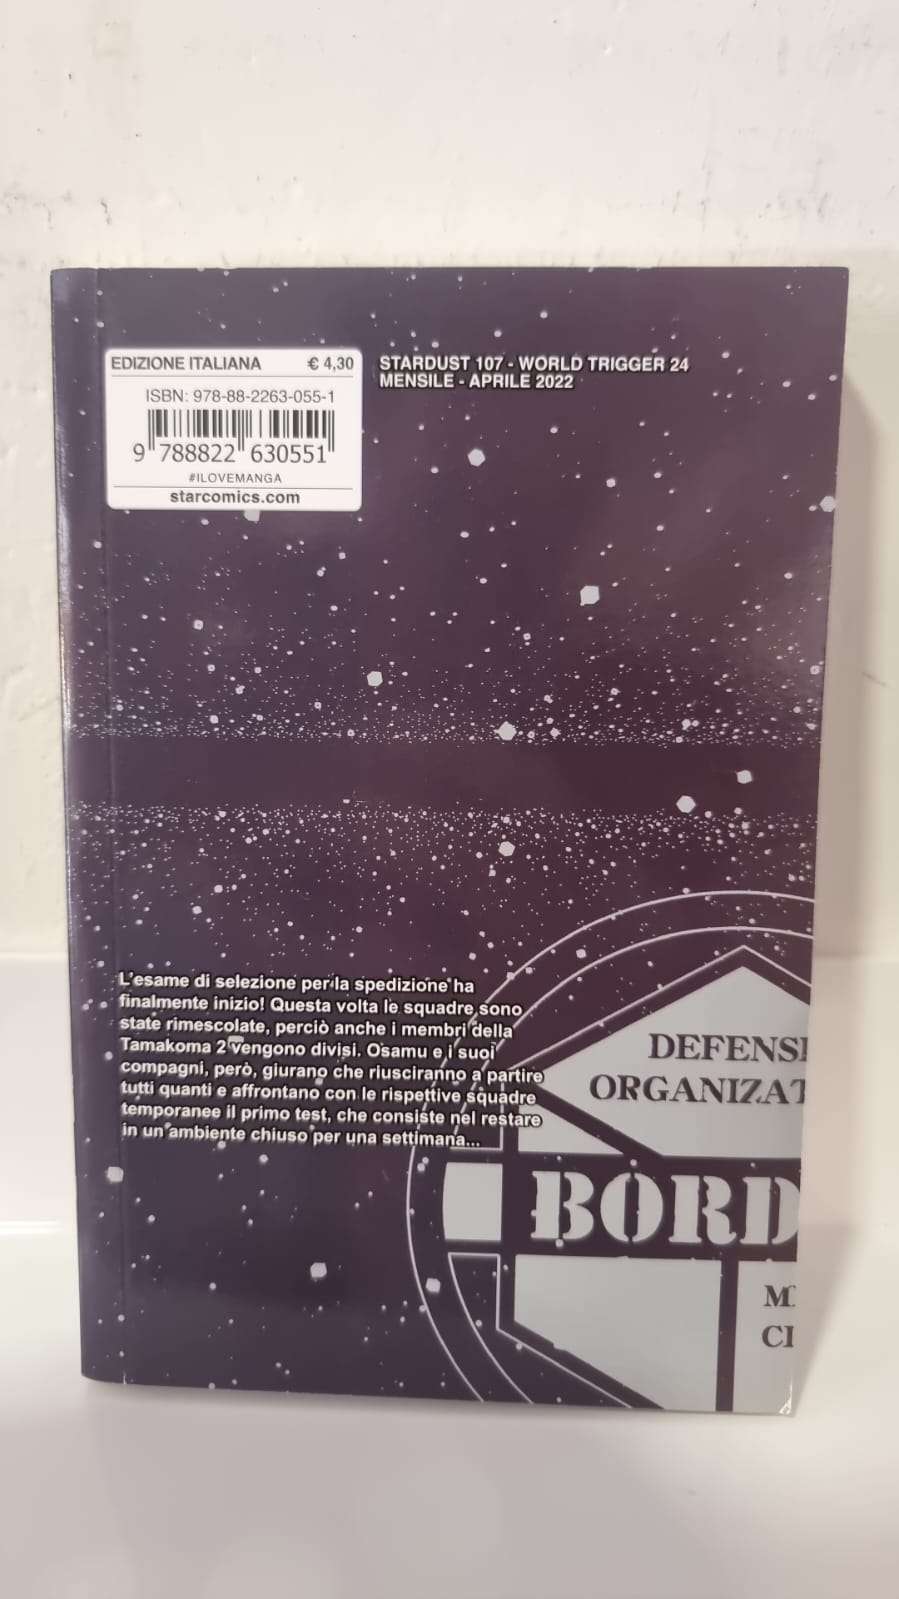 EDIZIONE ITALIANA € 4,30
ISBN: 978-88-2263-055-1
9 788822 630551
#ILOVEMANGA
starcomics.com
STARDUST 107 - WORLD TRIGGER 24
MENSILE - APRILE 2022
L'esame di selezione per la spedizione ha
finalmente inizio! Questa volta le squadre sono
state rimescolate, perciò anche i membri della
Tamakoma 2 vengono divisi. Osamu e i suoi
compagni, però, giurano che riusciranno a partire
tutti quanti e affrontano con le rispettive squadre
temporanee il primo test, che consiste nel restare
in un'ambiente chiuso per una settimana...
DEFENS
ORGANIZAT
BORD
M
CI